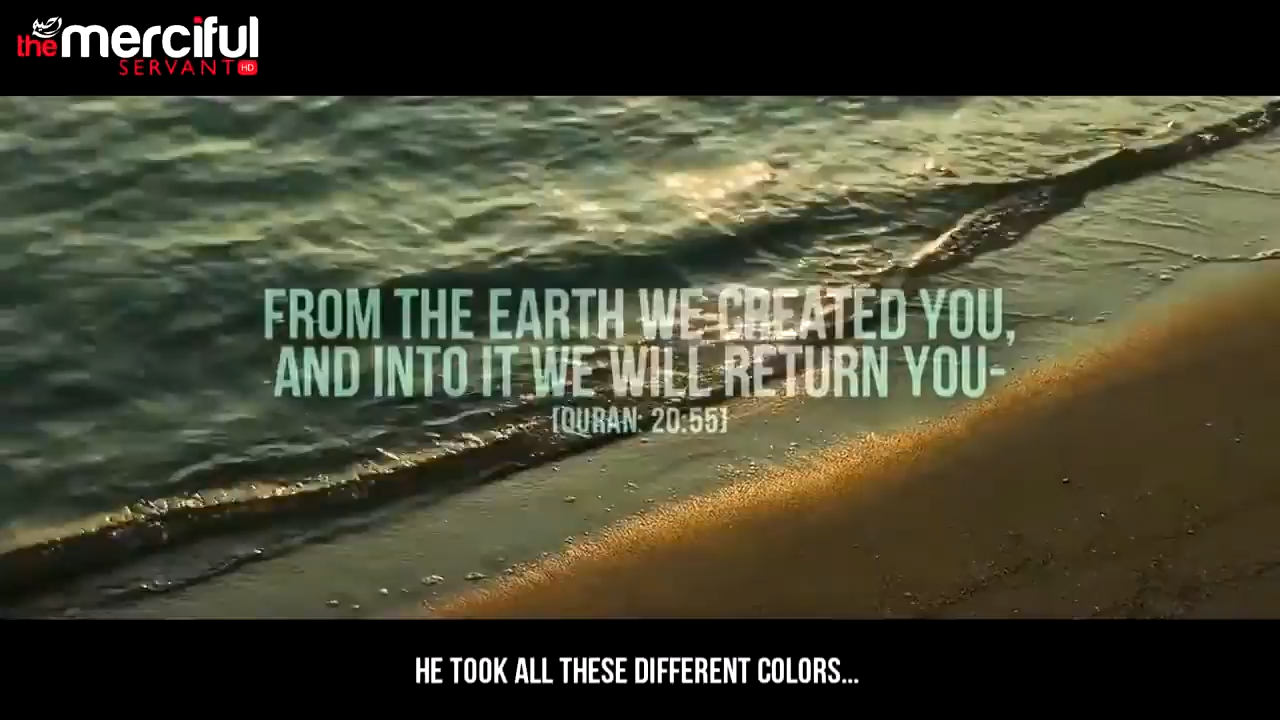 the merciful
SERVANT HD
FROM THE EARTH WE CREATED YOU,
AND INTO IT WE WILL RETURN YOU-
[QURAN: 20:55]
HE TOOK ALL THESE DIFFERENT COLORS...